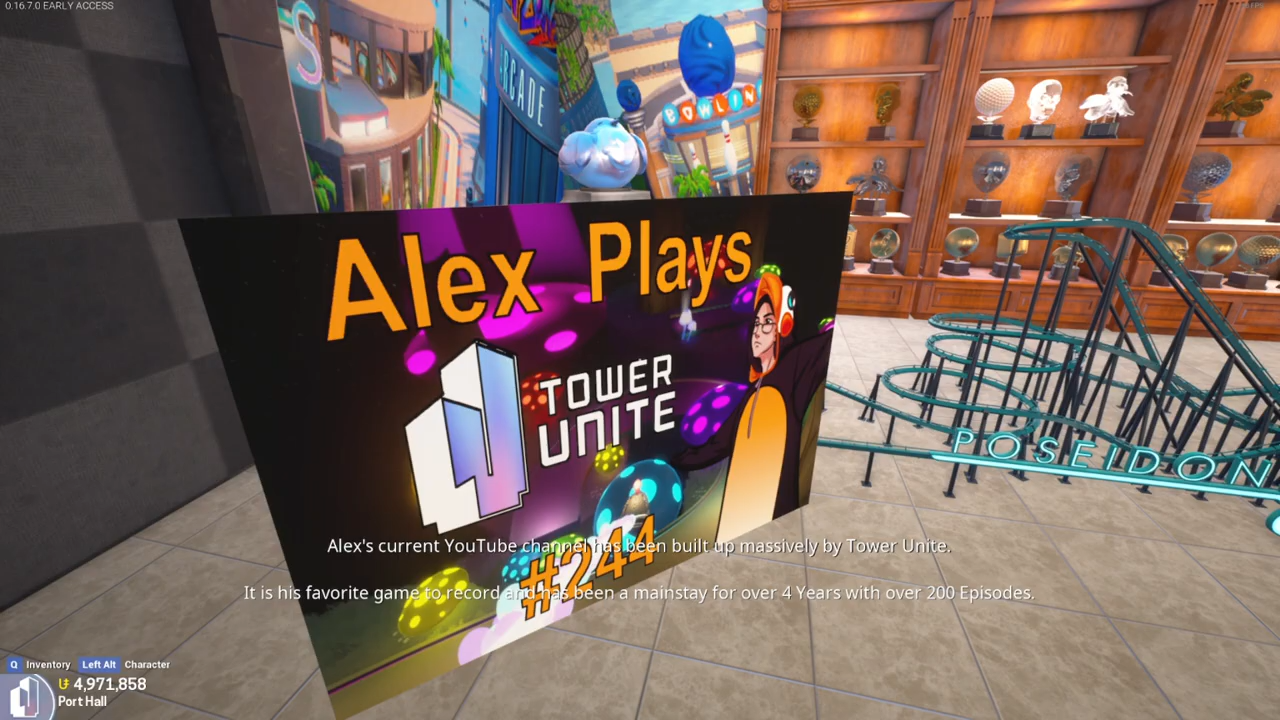 0.16.7.0 EARLY ACCESS
S
ARCADE
BOWLING
Alex Plays
TOWER
UNITE
POSEIDON
Alex's current YouTube channel has been built up massively by Tower Unite.
#244
It is his favorite game to record and has been a mainstay for over 4 Years with over 200 Episodes.
Q Inventory Left Alt Character
4,971,858
Port Hall